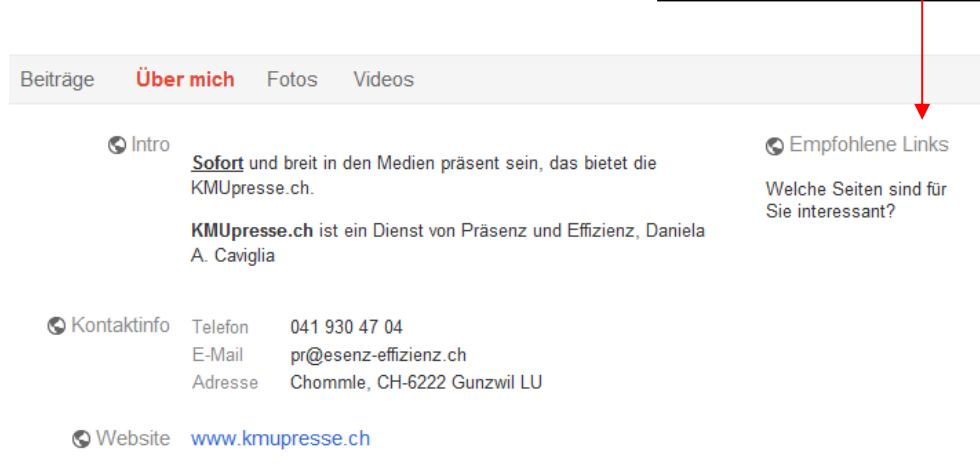 Beiträge Über mich Fotos Videos
Intro
Sofort und breit in den Medien präsent sein, das bietet die
KMUpresse.ch.
KMUpresse.ch ist ein Dienst von Präsenz und Effizienz, Daniela
A. Caviglia
Empfohlene Links
Welche Seiten sind für
Sie interessant?
Kontaktinfo
Telefon 041 930 47 04
E-Mail pr@esenz-effizienz.ch
Adresse Chommle, CH-6222 Gunzwil LU
Website www.kmupresse.ch